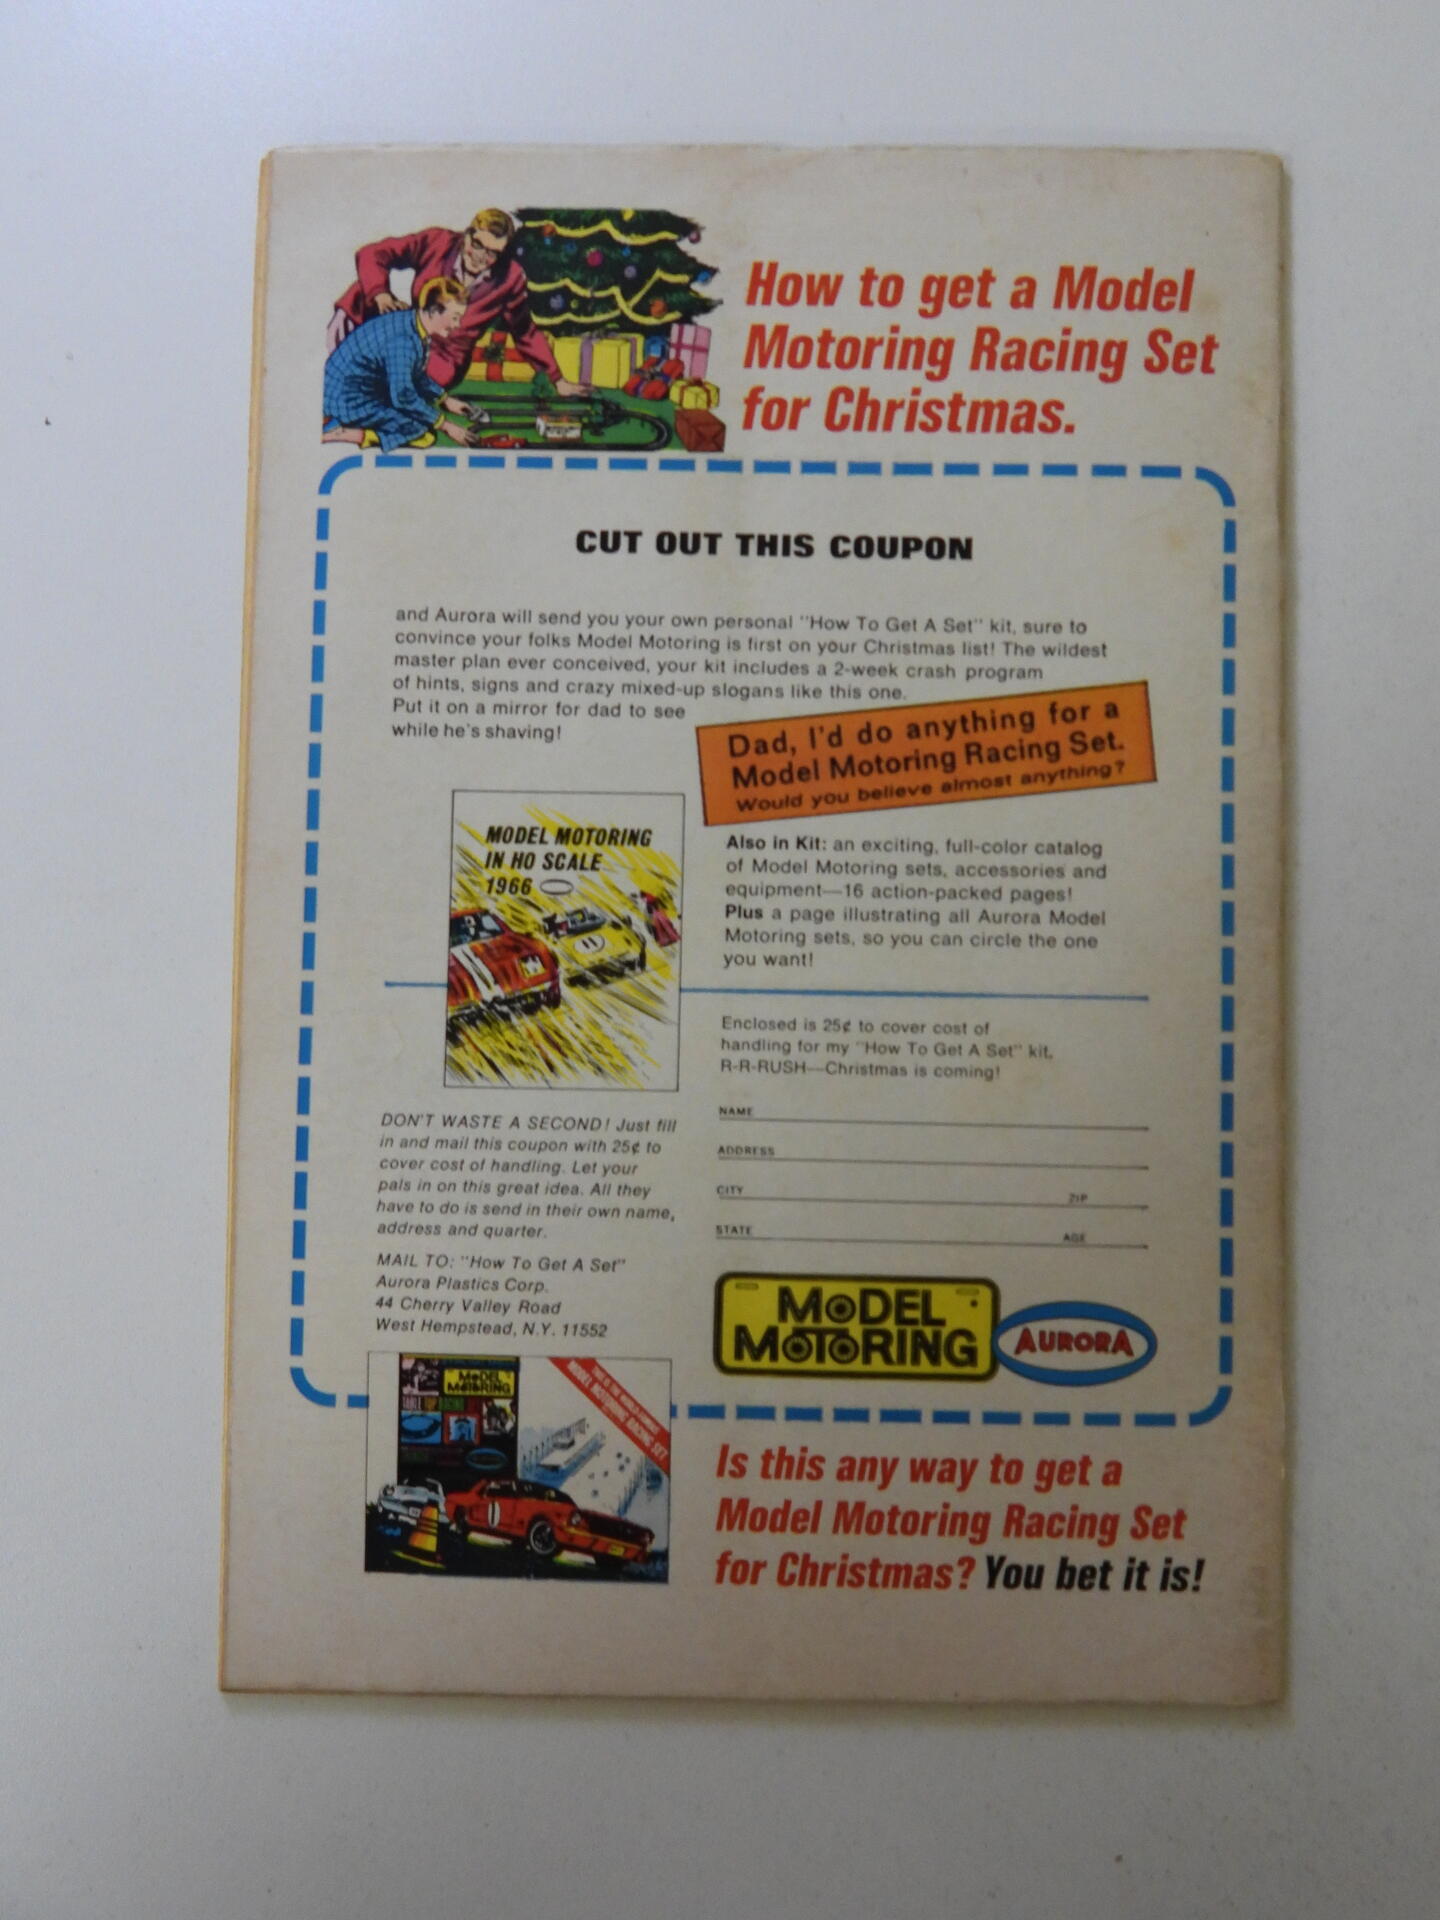 How to get a Model
Motoring Racing Set
for Christmas.
CUT OUT THIS COUPON
and Aurora will send you your own personal "How To Get A Set" kit, sure to
convince your folks Model Motoring is first on your Christmas list! The wildest
master plan ever conceived, your kit includes a 2-week crash program
of hints, signs and crazy mixed-up slogans like this one.
Put it on a mirror for dad to see
while he's shaving!
Dad, I'd do anything for a
Model Motoring Racing Set.
Would you believe almost anything?
MODEL MOTORING
IN HO SCALE
1966
11
Also in Kit: an exciting, full-color catalog
of Model Motoring sets, accessories and
equipment—16 action-packed pages!
Plus a page illustrating all Aurora Model
Motoring sets, so you can circle the one
you want!
Enclosed is 25¢ to cover cost of
handling for my "How To Get A Set" kit.
R-R-RUSH—Christmas is coming!
NAME
ADDRESS
CITY ZIP
STATE AGE
DON'T WASTE A SECOND! Just fill
in and mail this coupon with 25¢ to
cover cost of handling. Let your
pals in on this great idea. All they
have to do is send in their own name,
address and quarter.
MAIL TO: "How To Get A Set"
Aurora Plastics Corp.
44 Cherry Valley Road
West Hempstead, N.Y. 11552
MODEL
MOTORING
AURORA
MODEL
MOTORING
TABLE TOP RACING
MODEL MOTORING RACING SET
1
Is this any way to get a
Model Motoring Racing Set
for Christmas? You bet it is!